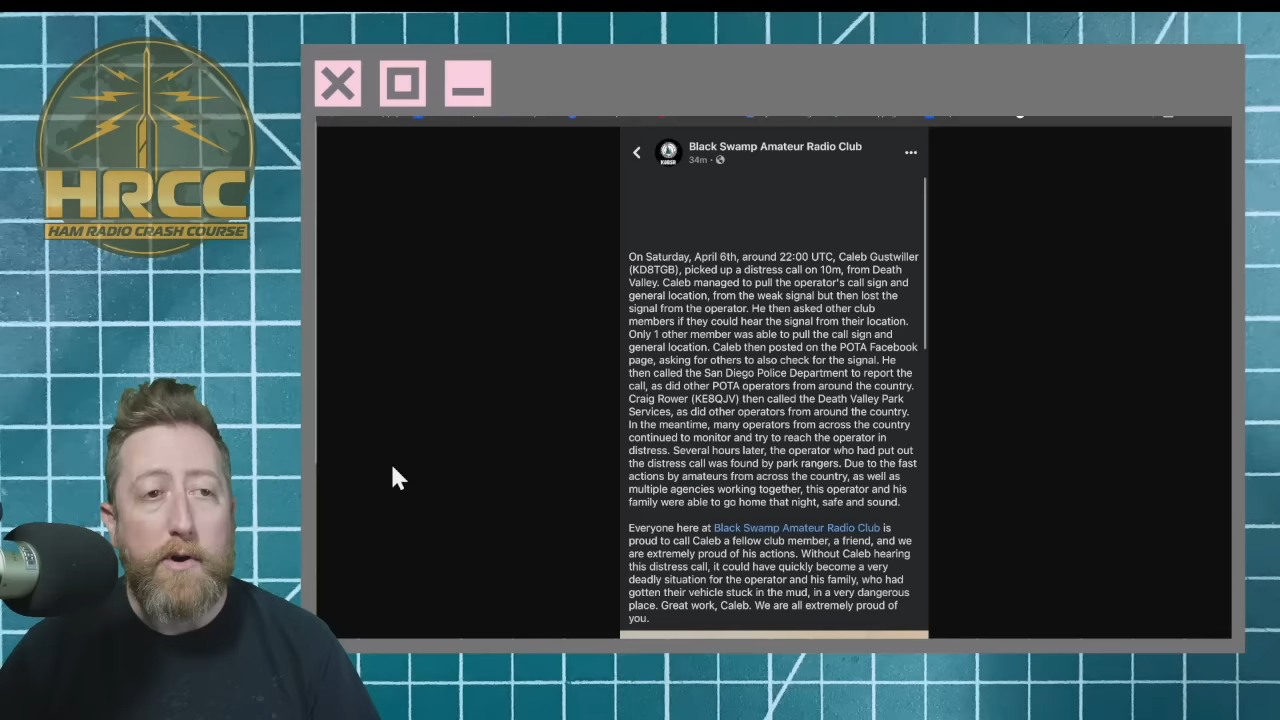 HRCC
HAM RADIO CRASH COURSE
Black Swamp Amateur Radio Club
34m ·
On Saturday, April 6th, around 22:00 UTC, Caleb Gustwiller
(KD8TGB), picked up a distress call on 10m, from Death
Valley. Caleb managed to pull the operator's call sign and
general location, from the weak signal but then lost the
signal from the operator. He then asked other club
members if they could hear the signal from their location.
Only 1 other member was able to pull the call sign and
general location. Caleb then posted on the POTA Facebook
page, asking for others to also check for the signal. He
then called the San Diego Police Department to report the
call, as did other POTA operators from around the country.
Craig Rower (KE8QJV) then called the Death Valley Park
Services, as did other operators from around the country.
In the meantime, many operators from across the country
continued to monitor and try to reach the operator in
distress. Several hours later, the operator who had put out
the distress call was found by park rangers. Due to the fast
actions by amateurs from across the country, as well as
multiple agencies working together, this operator and his
family were able to go home that night, safe and sound.
Everyone here at Black Swamp Amateur Radio Club is
proud to call Caleb a fellow club member, a friend, and we
are extremely proud of his actions. Without Caleb hearing
this distress call, it could have quickly become a very
deadly situation for the operator and his family, who had
gotten their vehicle stuck in the mud, in a very dangerous
place. Great work, Caleb. We are all extremely proud of
you.